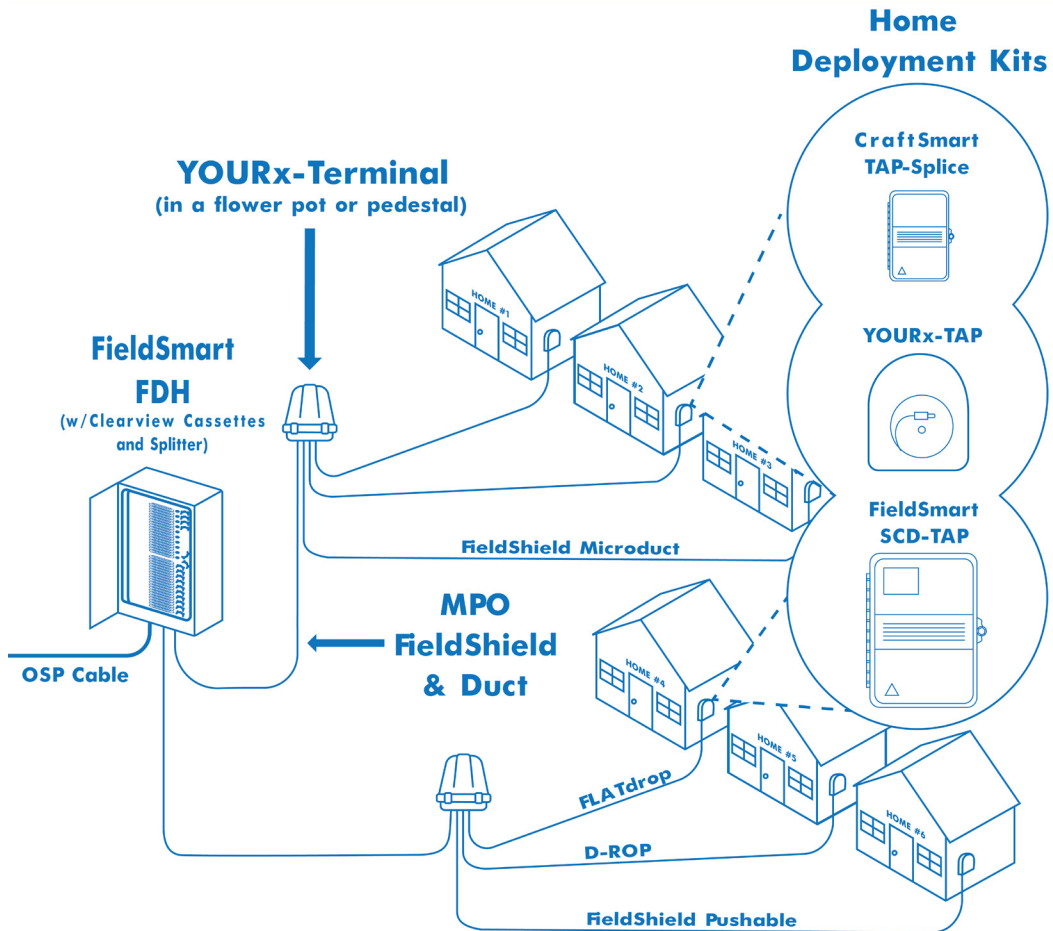 Home
Deployment Kits
CraftSmart
TAP-Splice
YOURx-Terminal
(in a flower pot or pedestal)
HOME #1
FieldSmart
FDH
(w/Clearview Cassettes
and Splitter)
YOURx-TAP
HOME #2
HOME #3
FieldSmart
SCD-TAP
FieldShield Microduct
MPO
FieldShield
& Duct
OSP Cable
HOME #4
HOME #5
FLATdrop
HOME #6
D-ROP
FieldShield Pushable